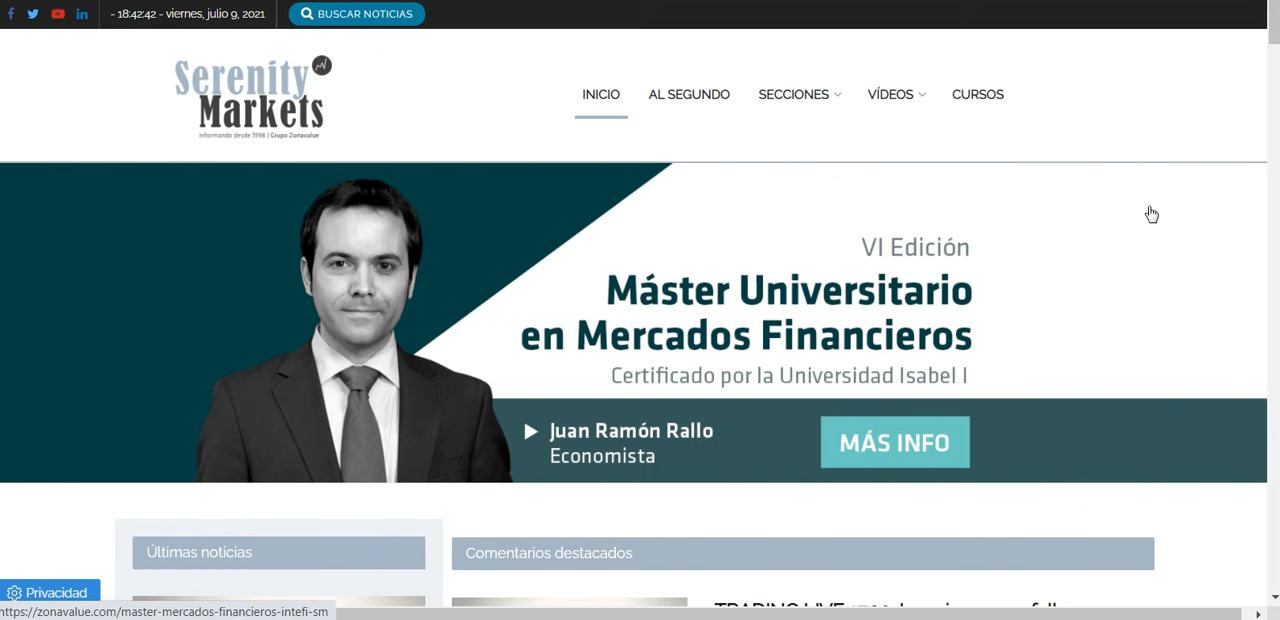 - 18:42:42 - viernes, julio 9, 2021
BUSCAR NOTICIAS
Serenity
Markets
informando desde 1998 | Grupo Zonavalue
INICIO
AL SEGUNDO
SECCIONES
VÍDEOS
CURSOS
VI Edición
Máster Universitario
en Mercados Financieros
Certificado por la Universidad Isabel I
Juan Ramón Rallo
Economista
MÁS INFO
Últimas noticias
Comentarios destacados
Privacidad
TRADING LIVE
https://zonavalue.com/master-mercados-financieros-intefi-sm